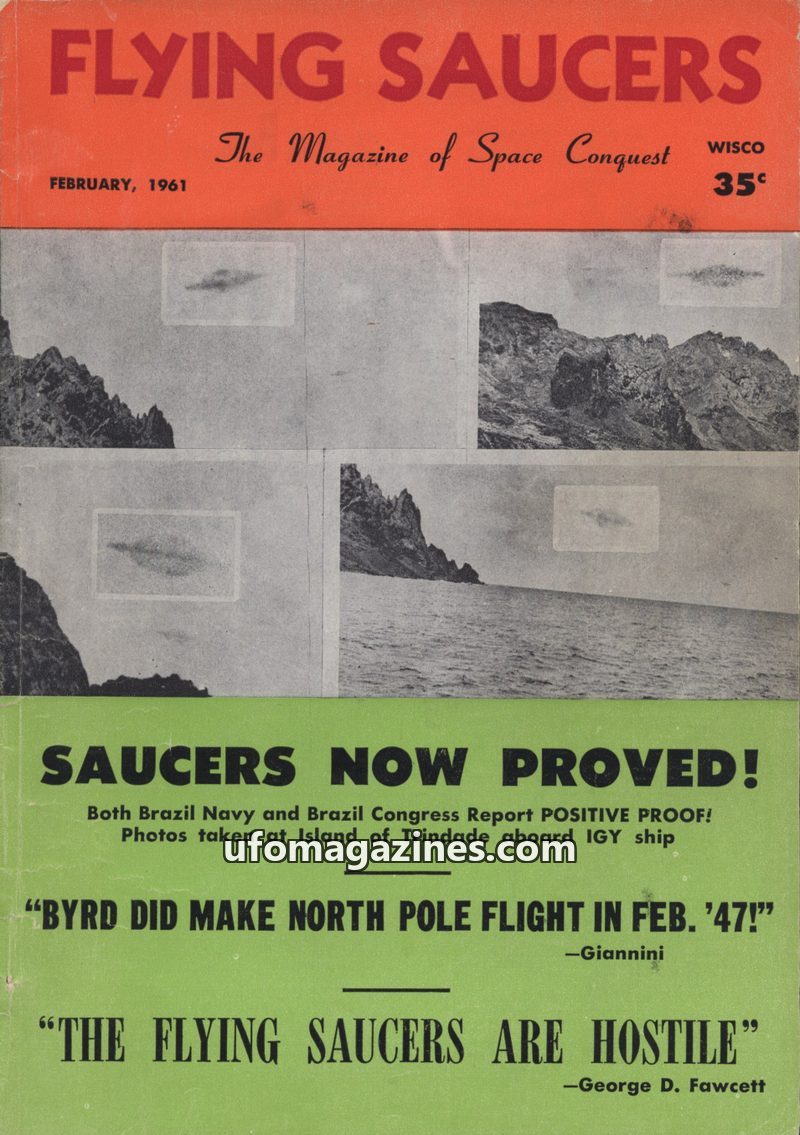 FLYING SAUCERS
The Magazine of Space Conquest
WISCO
FEBRUARY, 1961
35c
SAUCERS NOW PROVED!
Both Brazil Navy and Brazil Congress Report POSITIVE PROOF!
Photos taken at Island of Trindade aboard IGY ship
ufomagazines.com
“BYRD DID MAKE NORTH POLE FLIGHT IN FEB. ’47!”
—Giannini
“THE FLYING SAUCERS ARE HOSTILE”
—George D. Fawcett